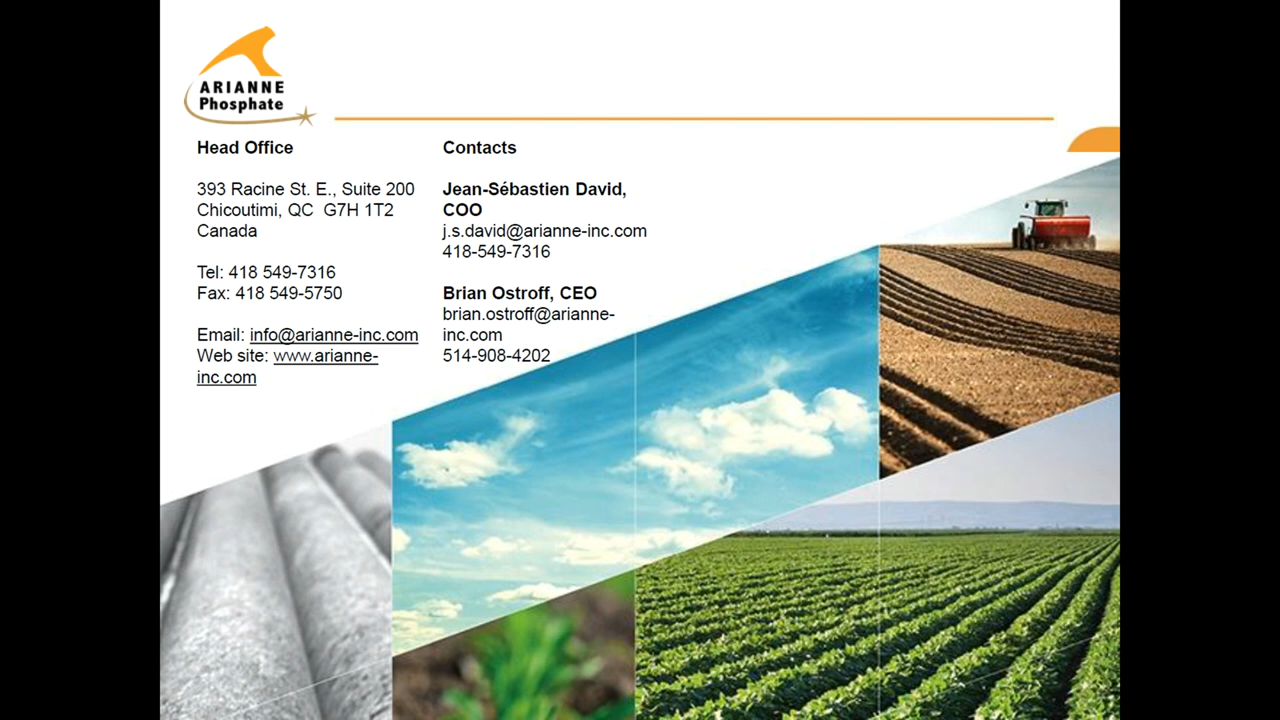 ARIANNE
Phosphate
Head Office
393 Racine St. E., Suite 200
Chicoutimi, QC  G7H 1T2
Canada
Tel: 418 549-7316
Fax: 418 549-5750
Email: info@arianne-inc.com
Web site: www.arianne-
inc.com
Contacts
Jean-Sébastien David,
COO
j.s.david@arianne-inc.com
418-549-7316
Brian Ostroff, CEO
brian.ostroff@arianne-
inc.com
514-908-4202